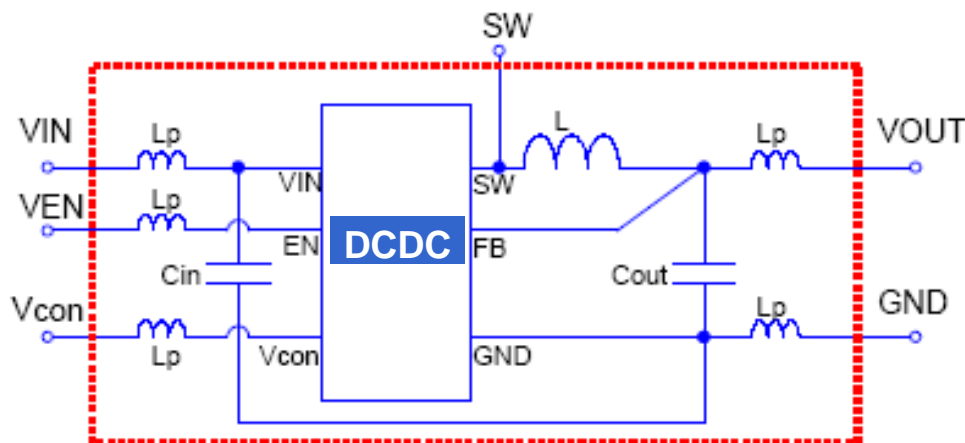 SW
VIN
Lp
L
Lp
VOUT
VIN
SW
VEN
Lp
EN
DCDC
FB
Cin
Cout
Vcon
Lp
GND
Lp
Vcon
GND